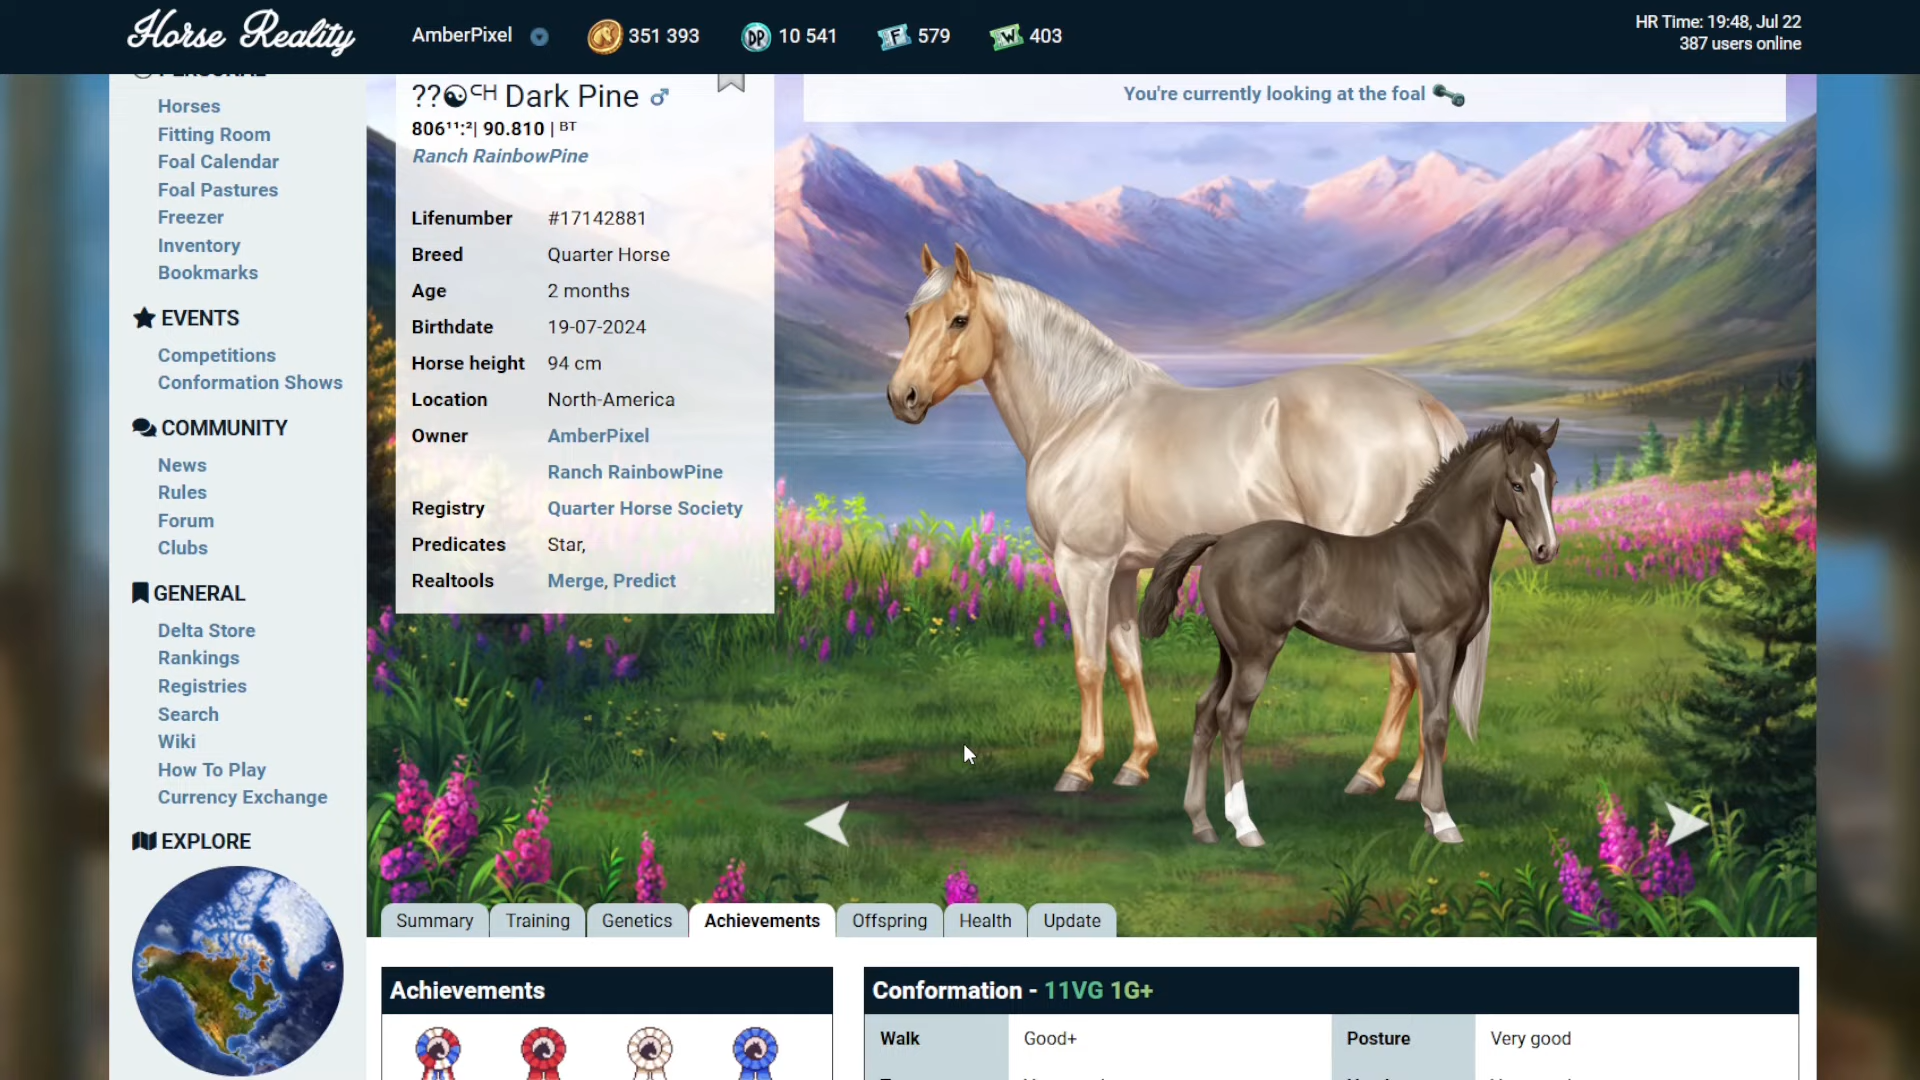 Horse Reality
AmberPixel
351 393
DP
10 541
F
579
W
403
HR Time: 19:48, Jul 22
387 users online
PERSONAL
Horses
Fitting Room
Foal Calendar
Foal Pastures
Freezer
Inventory
Bookmarks
EVENTS
Competitions
Conformation Shows
COMMUNITY
News
Rules
Forum
Clubs
GENERAL
Delta Store
Rankings
Registries
Search
Wiki
How To Play
Currency Exchange
EXPLORE
??☯ᶜᴴ Dark Pine ♂
806¹¹:²| 90.810 | ᴮᵀ
Ranch RainbowPine
Lifenumber #17142881
Breed Quarter Horse
Age 2 months
Birthdate 19-07-2024
Horse height 94 cm
Location North-America
Owner AmberPixel
Ranch RainbowPine
Registry Quarter Horse Society
Predicates Star,
Realtools Merge, Predict
You're currently looking at the foal
Summary
Training
Genetics
Achievements
Offspring
Health
Update
Achievements
Conformation - 11VG 1G+
Walk Good+
Posture Very good